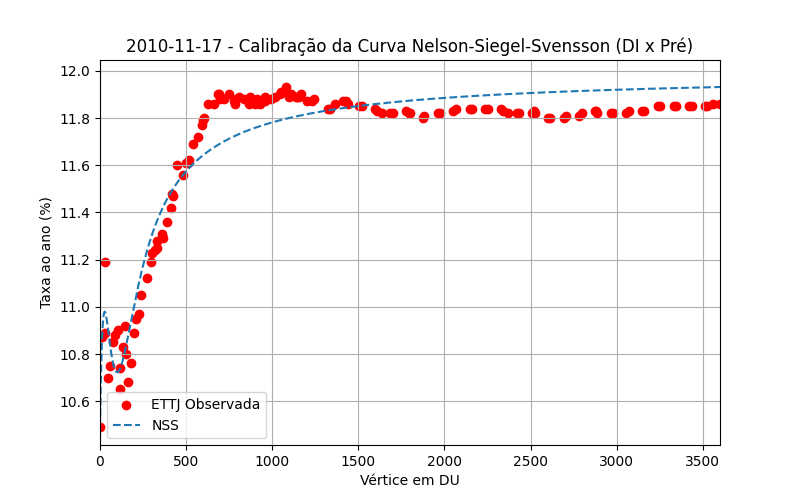 2010-11-17 - Calibração da Curva Nelson-Siegel-Svensson (DI x Pré)
Taxa ao ano (%)
12.0
11.8
11.6
11.4
11.2
11.0
10.8
10.6
ETTJ Observada
NSS
0 500 1000 1500 2000 2500 3000 3500
Vértice em DU